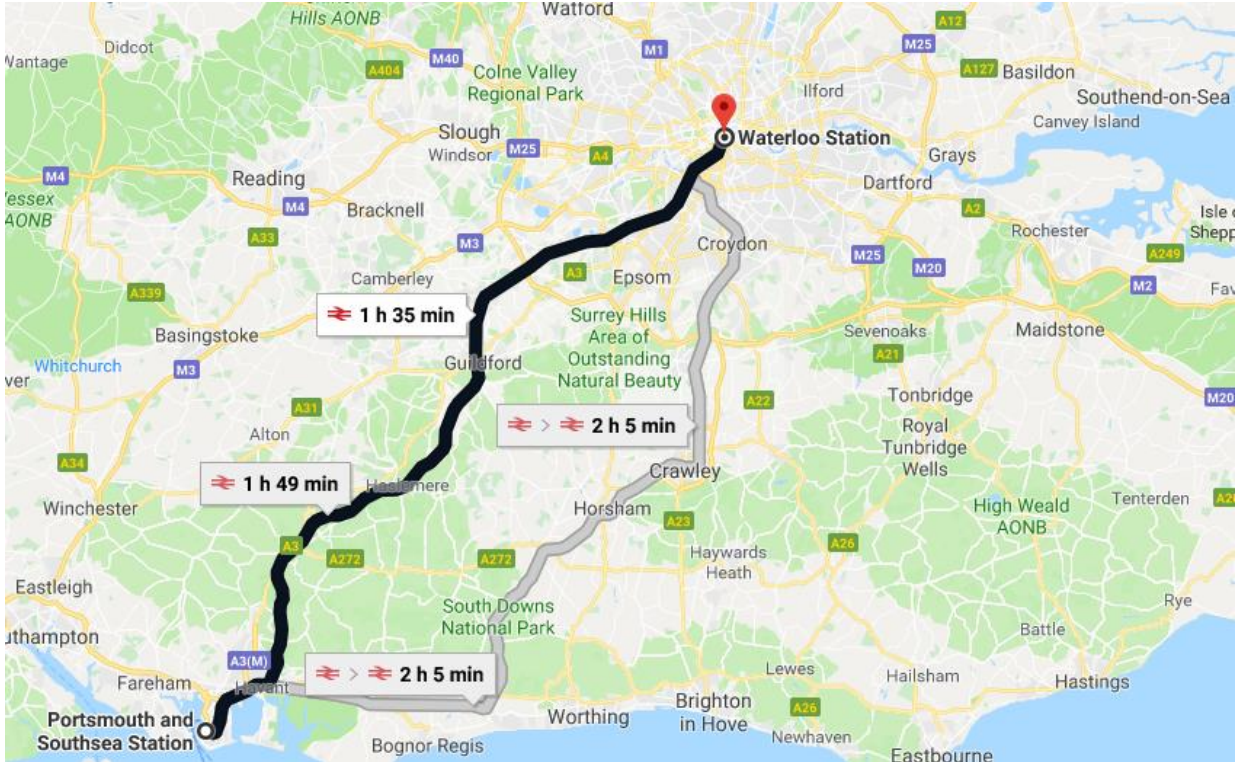 Hills AONB
Watford
A12
M25
Didcot
M1
Wantage
M40
A404
A127
Basildon
Colne Valley
Regional Park
Ilford
Southend-on-Sea
Canvey Island
Slough
Windsor
M25
A4
Waterloo Station
Grays
M4
Reading
Dartford
AONB
M4
Bracknell
A2
Isle
Rochester
A33
M3
Croydon
M25
A249
A3
M20
Camberley
Epsom
M2
A339
1 h 35 min
Surrey Hills
Area of
Outstanding
Natural Beauty
Basingstoke
Sevenoaks
Maidstone
Whitchurch
M3
Guildford
A21
A22
Tonbridge
M20
A31
> 2 h 5 min
Royal
Tunbridge
Wells
Alton
A34
Crawley
1 h 49 min
Haslemere
Winchester
Horsham
High Weald
AONB
Tenterden
A23
A3
A272
A272
A26
Haywards
Heath
Eastleigh
South Downs
National Park
Rye
Battle
A3(M)
> 2 h 5 min
Lewes
Hailsham
Hastings
Fareham
Havant
Portsmouth and
Southsea Station
Worthing
Brighton
in Hove
A26
Newhaven
Bognor Regis
Eastbourne